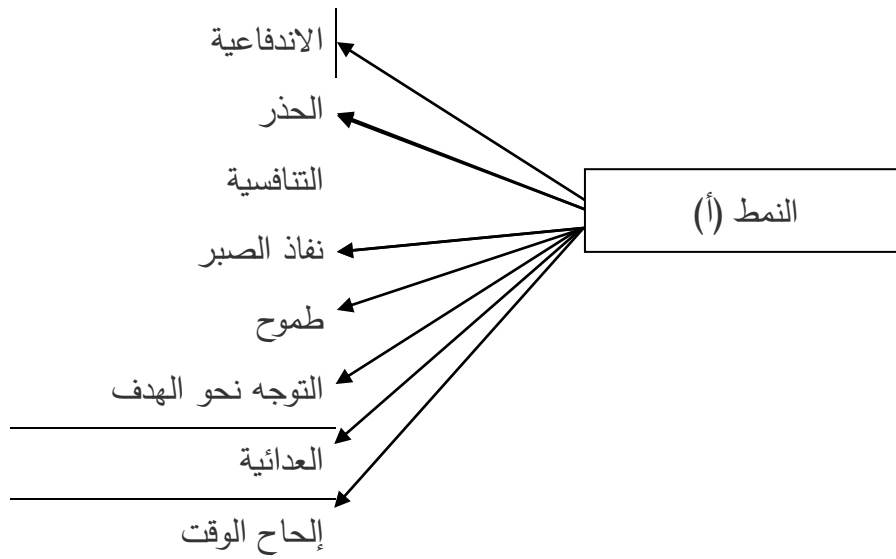 الاندفاعية
الحذر
التنافسية
النمط (أ)
نفاذ الصبر
طموح
التوجه نحو الهدف
العدائية
إلحاح الوقت